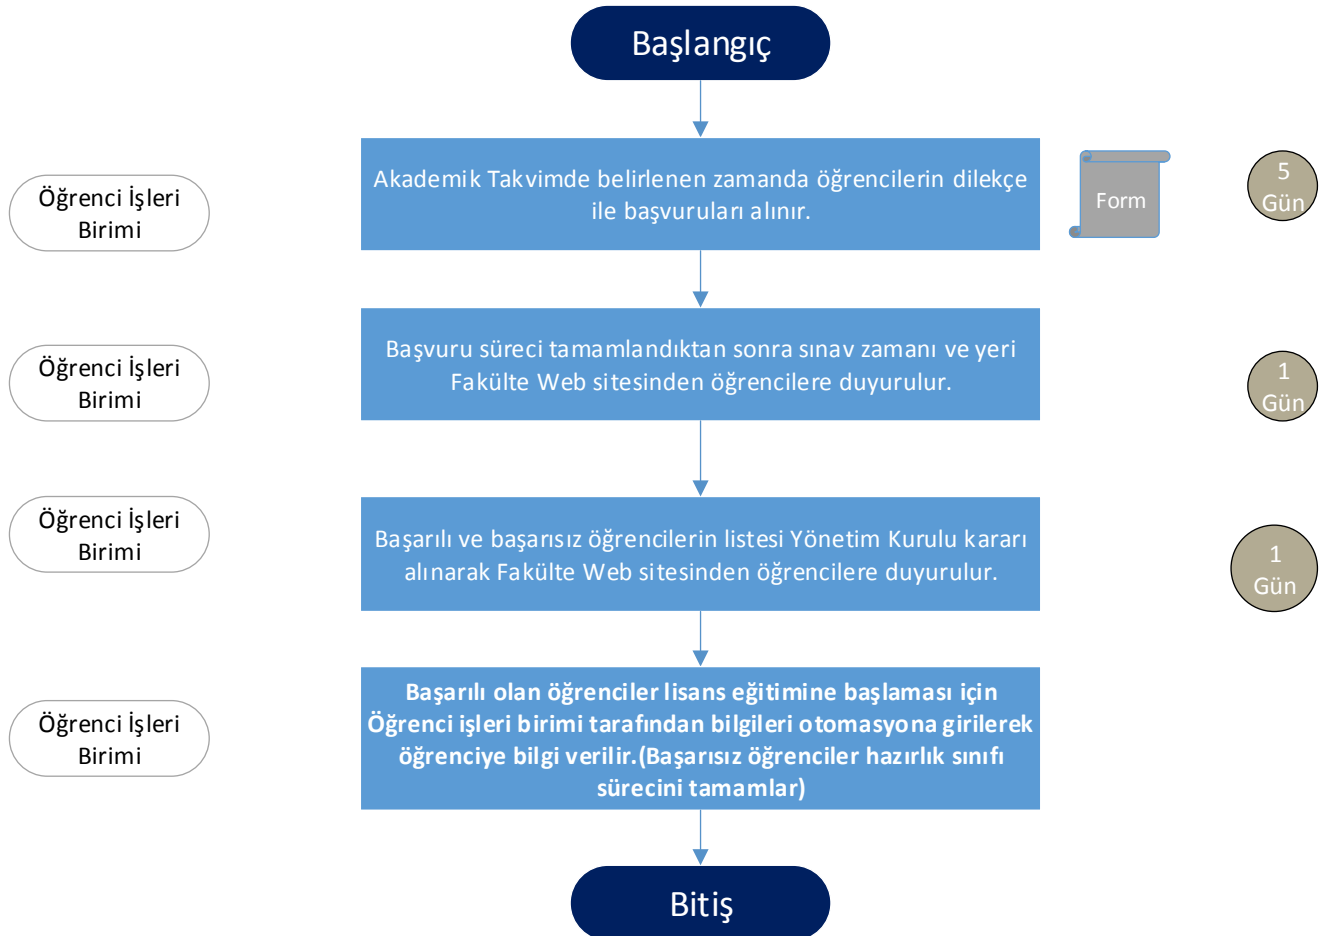 Başlangıç
Öğrenci İşleri
Birimi
Akademik Takvimde belirlenen zamanda öğrencilerin dilekçe
ile başvuruları alınır.
Form
5
Gün
Öğrenci İşleri
Birimi
Başvuru süreci tamamlandıktan sonra sınav zamanı ve yeri
Fakülte Web sitesinden öğrencilere duyurulur.
1
Gün
Öğrenci İşleri
Birimi
Başarılı ve başarısız öğrencilerin listesi Yönetim Kurulu kararı
alınarak Fakülte Web sitesinden öğrencilere duyurulur.
1
Gün
Öğrenci İşleri
Birimi
Başarılı olan öğrenciler lisans eğitimine başlaması için
Öğrenci işleri birimi tarafından bilgileri otomasyona girilerek
öğrenciye bilgi verilir.(Başarısız öğrenciler hazırlık sınıfı
sürecini tamamlar)
Bitiş